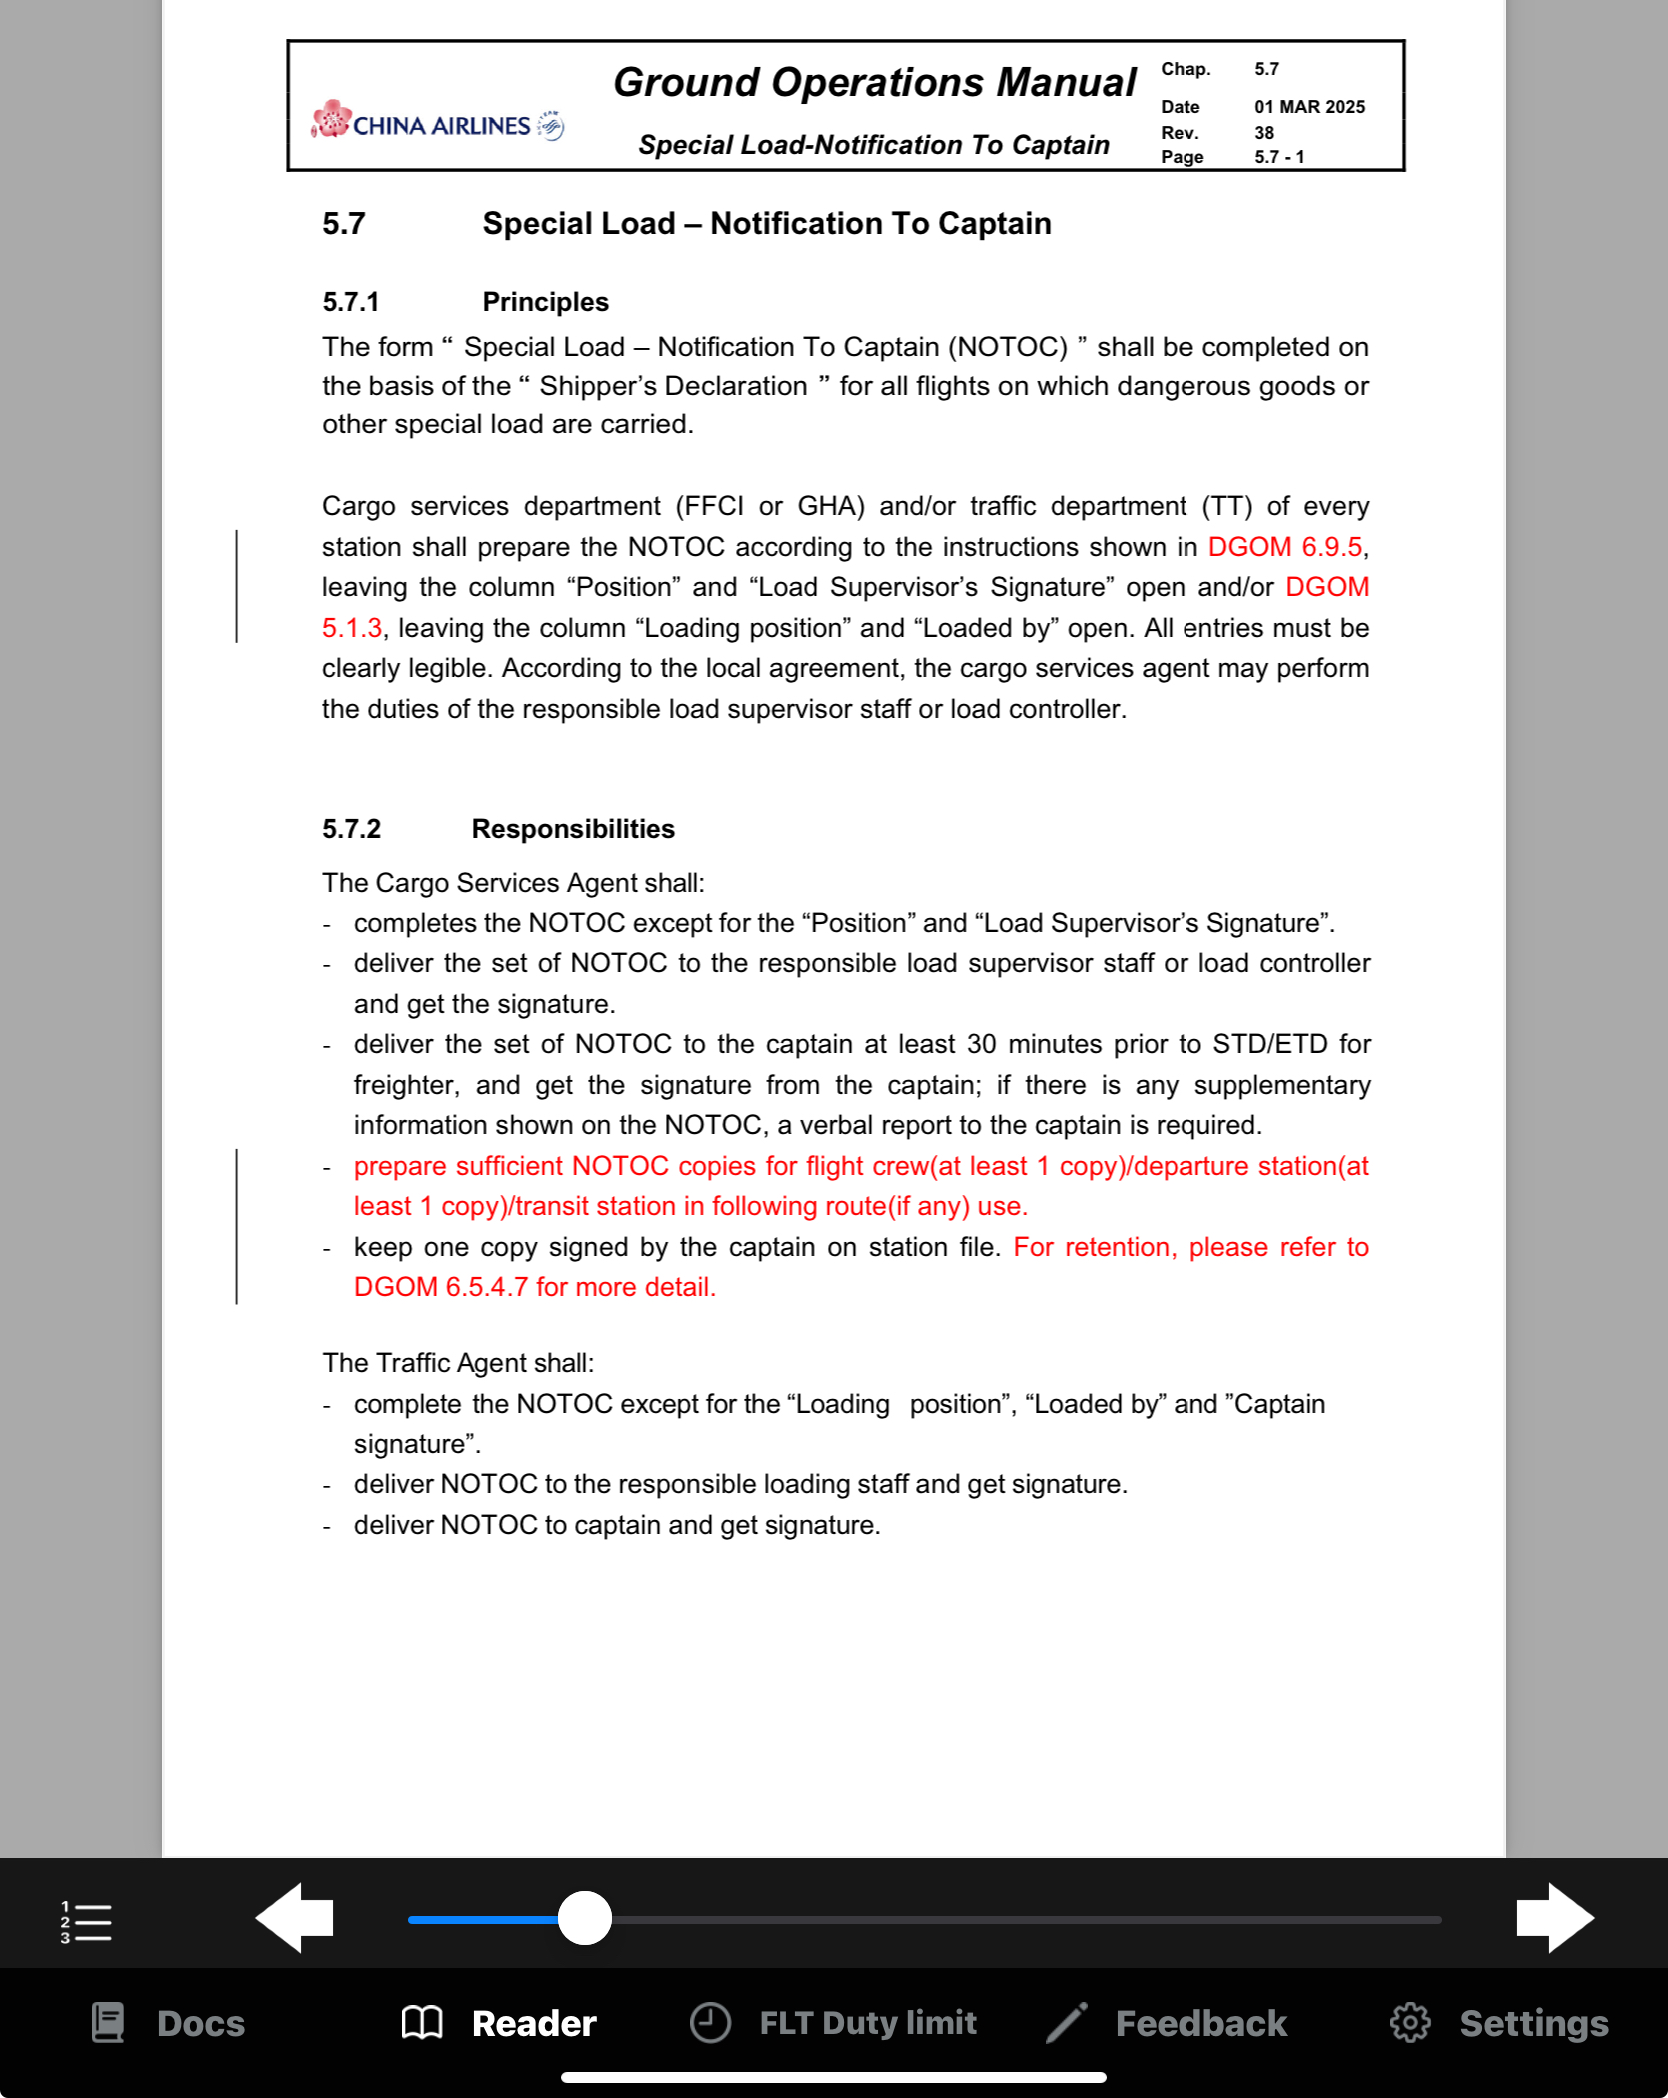 CHINA AIRLINES
Ground Operations Manual
Special Load-Notification To Captain
Chap. 5.7
Date 01 MAR 2025
Rev. 38
Page 5.7 - 1
5.7 Special Load – Notification To Captain
5.7.1 Principles
The form “ Special Load – Notification To Captain (NOTOC) ” shall be completed on
the basis of the “ Shipper’s Declaration ” for all flights on which dangerous goods or
other special load are carried.
Cargo services department (FFCI or GHA) and/or traffic department (TT) of every
station shall prepare the NOTOC according to the instructions shown in DGOM 6.9.5,
leaving the column “Position” and “Load Supervisor’s Signature” open and/or DGOM
5.1.3, leaving the column “Loading position” and “Loaded by” open. All entries must be
clearly legible. According to the local agreement, the cargo services agent may perform
the duties of the responsible load supervisor staff or load controller.
5.7.2 Responsibilities
The Cargo Services Agent shall:
- completes the NOTOC except for the “Position” and “Load Supervisor’s Signature”.
- deliver the set of NOTOC to the responsible load supervisor staff or load controller
and get the signature.
- deliver the set of NOTOC to the captain at least 30 minutes prior to STD/ETD for
freighter, and get the signature from the captain; if there is any supplementary
information shown on the NOTOC, a verbal report to the captain is required.
- prepare sufficient NOTOC copies for flight crew(at least 1 copy)/departure station(at
least 1 copy)/transit station in following route(if any) use.
- keep one copy signed by the captain on station file. For retention, please refer to
DGOM 6.5.4.7 for more detail.
The Traffic Agent shall:
- complete the NOTOC except for the “Loading position”, “Loaded by” and ”Captain
signature”.
- deliver NOTOC to the responsible loading staff and get signature.
- deliver NOTOC to captain and get signature.
1
2
3
Docs
Reader
FLT Duty limit
Feedback
Settings